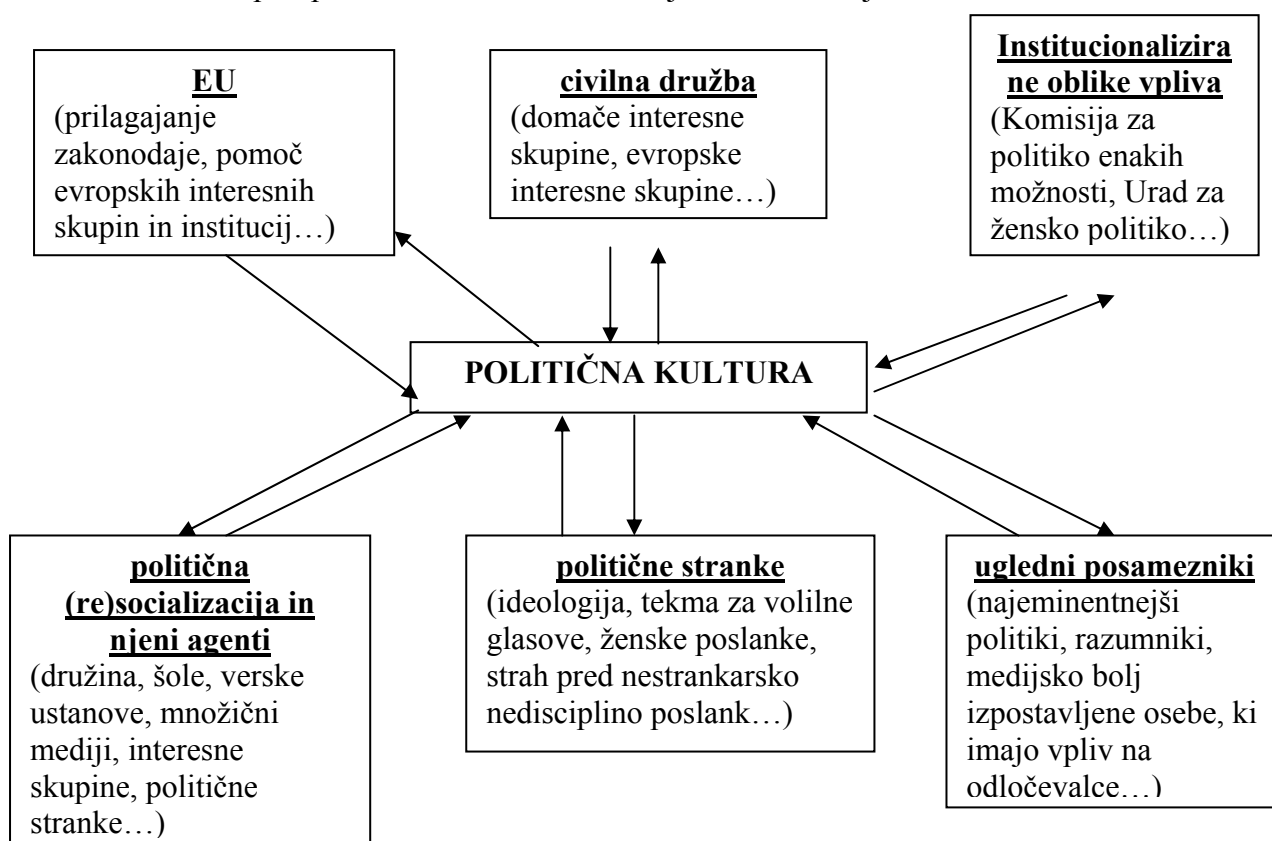 EU
(prilagajanje
zakonodaje, pomoč
evropskih interesnih
skupin in institucij…)
civilna družba
(domače interesne
skupine, evropske
interesne skupine…)
Institucionalizira
ne oblike vpliva
(Komisija za
politiko enakih
možnosti, Urad za
žensko politiko…)
POLITIČNA KULTURA
politična
(re)socializacija in
njeni agenti
(družina, šole, verske
ustanove, množični
mediji, interesne
skupine, politične
stranke…)
politične stranke
(ideologija, tekma za volilne
glasove, ženske poslanke,
strah pred nestrankarsko
nedisciplino poslank…)
ugledni posamezniki
(najeminentnejši
politiki, razumniki,
medijsko bolj
izpostavljene osebe, ki
imajo vpliv na
odločevalce…)